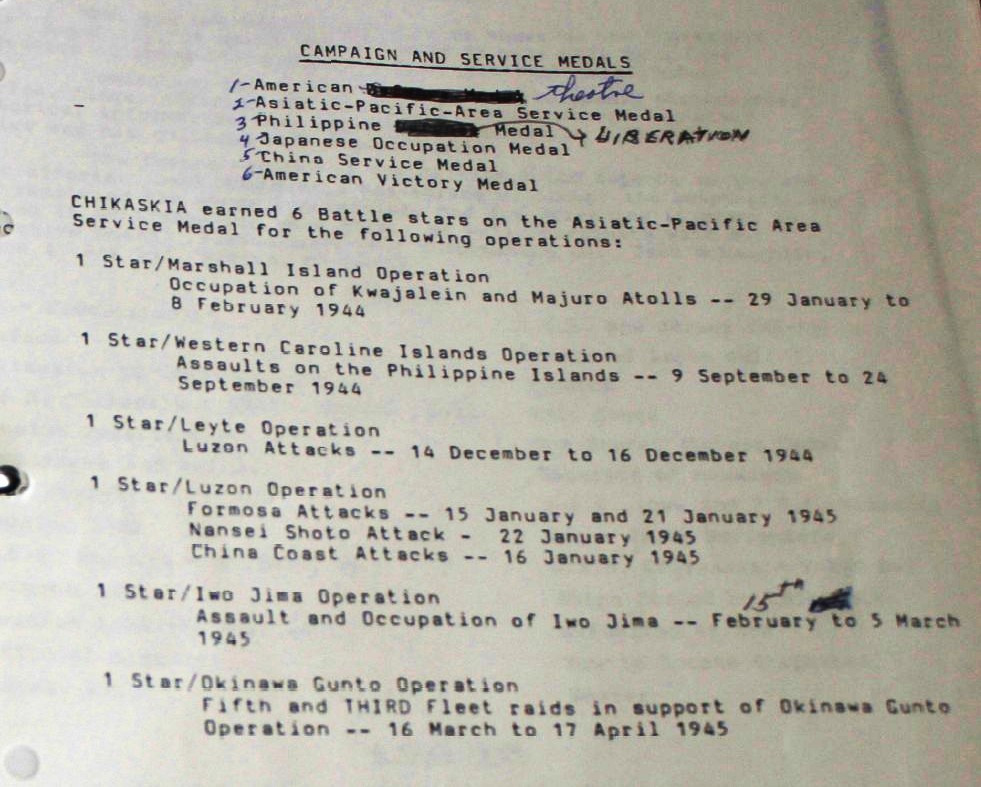 CAMPAIGN AND SERVICE MEDALS
1-American theatre
2-Asiatic-Pacific-Area Service Medal
3 Philippine Medal LIBERATION
4 Japanese Occupation Medal
5 China Service Medal
6-American Victory Medal
CHIKASKIA earned 6 Battle stars on the Asiatic-Pacific Area
Service Medal for the following operations:
1 Star/Marshall Island Operation
Occupation of Kwajalein and Majuro Atolls -- 29 January to
8 February 1944
1 Star/Western Caroline Islands Operation
Assaults on the Philippine Islands -- 9 September to 24
September 1944
1 Star/Leyte Operation
Luzon Attacks -- 14 December to 16 December 1944
1 Star/Luzon Operation
Formosa Attacks -- 15 January and 21 January 1945
Nansei Shoto Attack - 22 January 1945
China Coast Attacks -- 16 January 1945
1 Star/Iwo Jima Operation
15th
Assault and Occupation of Iwo Jima -- February to 5 March
1945
1 Star/Okinawa Gunto Operation
Fifth and THIRD Fleet raids in support of Okinawa Gunto
Operation -- 16 March to 17 April 1945